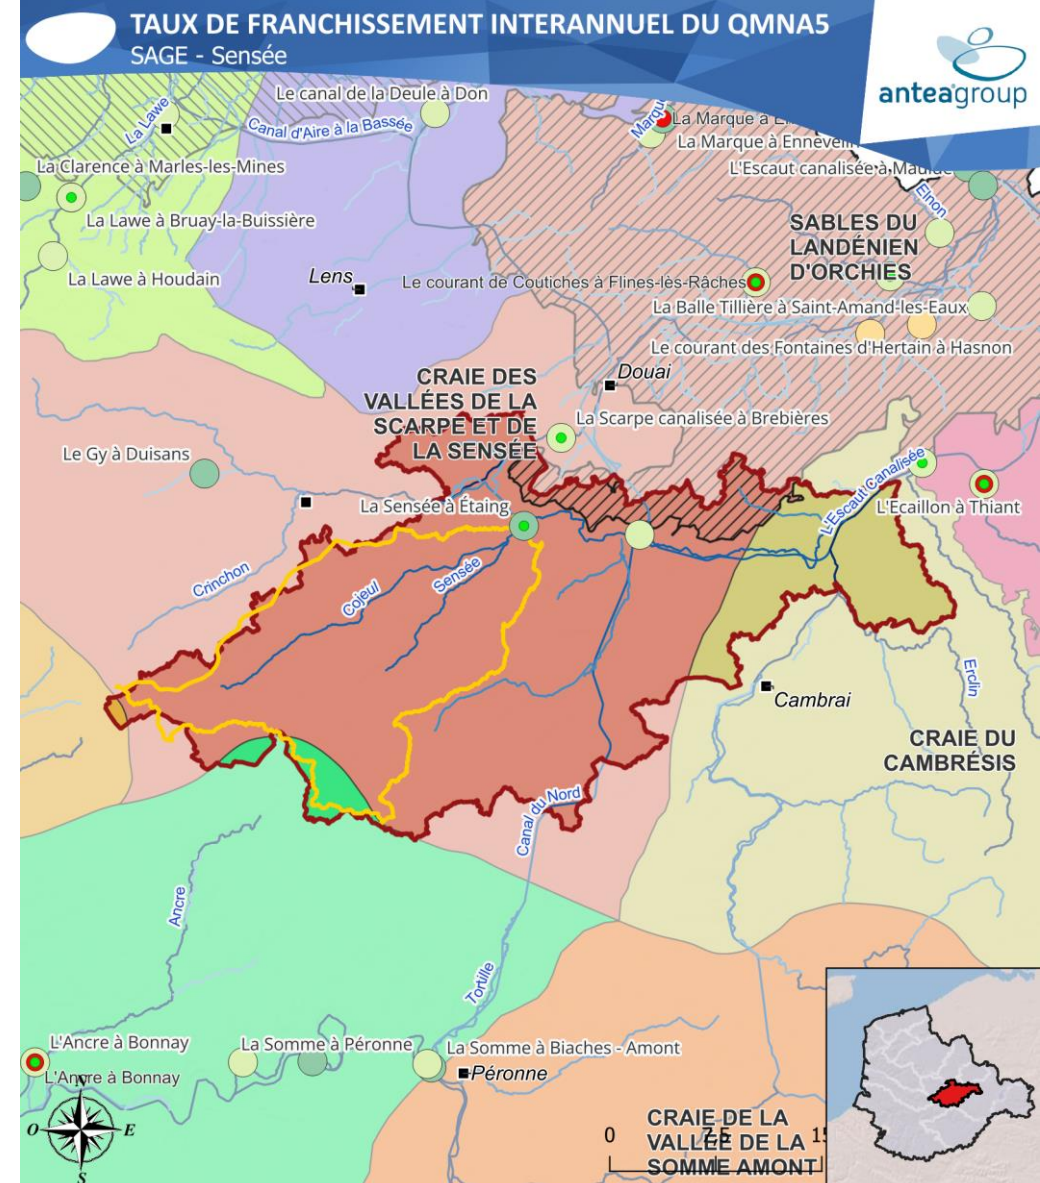 TAUX DE FRANCHISSEMENT INTERANNUEL DU QMNA5
SAGE - Sensée
anteagroup
Le canal de la Deule à Don
La Lawe
Canal d'Aire à la Bassée
La Marque à
La Marque à Ennevelin
La Clarence à Marles-les-Mines
L'Escaut canalisée à Maulde
Elnon
La Lawe à Bruay-la-Buissière
SABLES DU
LANDÉNIEN
D'ORCHIES
La Lawe à Houdain
Lens
Le courant de Coutiches à Flines-lès-Râches
La Balle Tillière à Saint-Amand-les-Eaux
Le courant des Fontaines d'Hertain à Hasnon
Douai
CRAIE DES
VALLÉES DE LA
SCARPE ET DE
LA SENSÉE
La Scarpe canalisée à Brebières
Le Gy à Duisans
L'Escaut Canalisée
La Sensée à Étaing
L'Ecaillon à Thiant
Crinchon
Cojeul
Sensée
Erclin
Cambrai
CRAIE DU
CAMBRÉSIS
Canal du Nord
Ancre
Tortille
L'Ancre à Bonnay
La Somme à Péronne
La Somme à Biaches - Amont
L'Ancre à Bonnay
Péronne
N
O
E
S
CRAIE DE LA
VALLÉE DE LA
SOMME AMONT
0
7,5
15